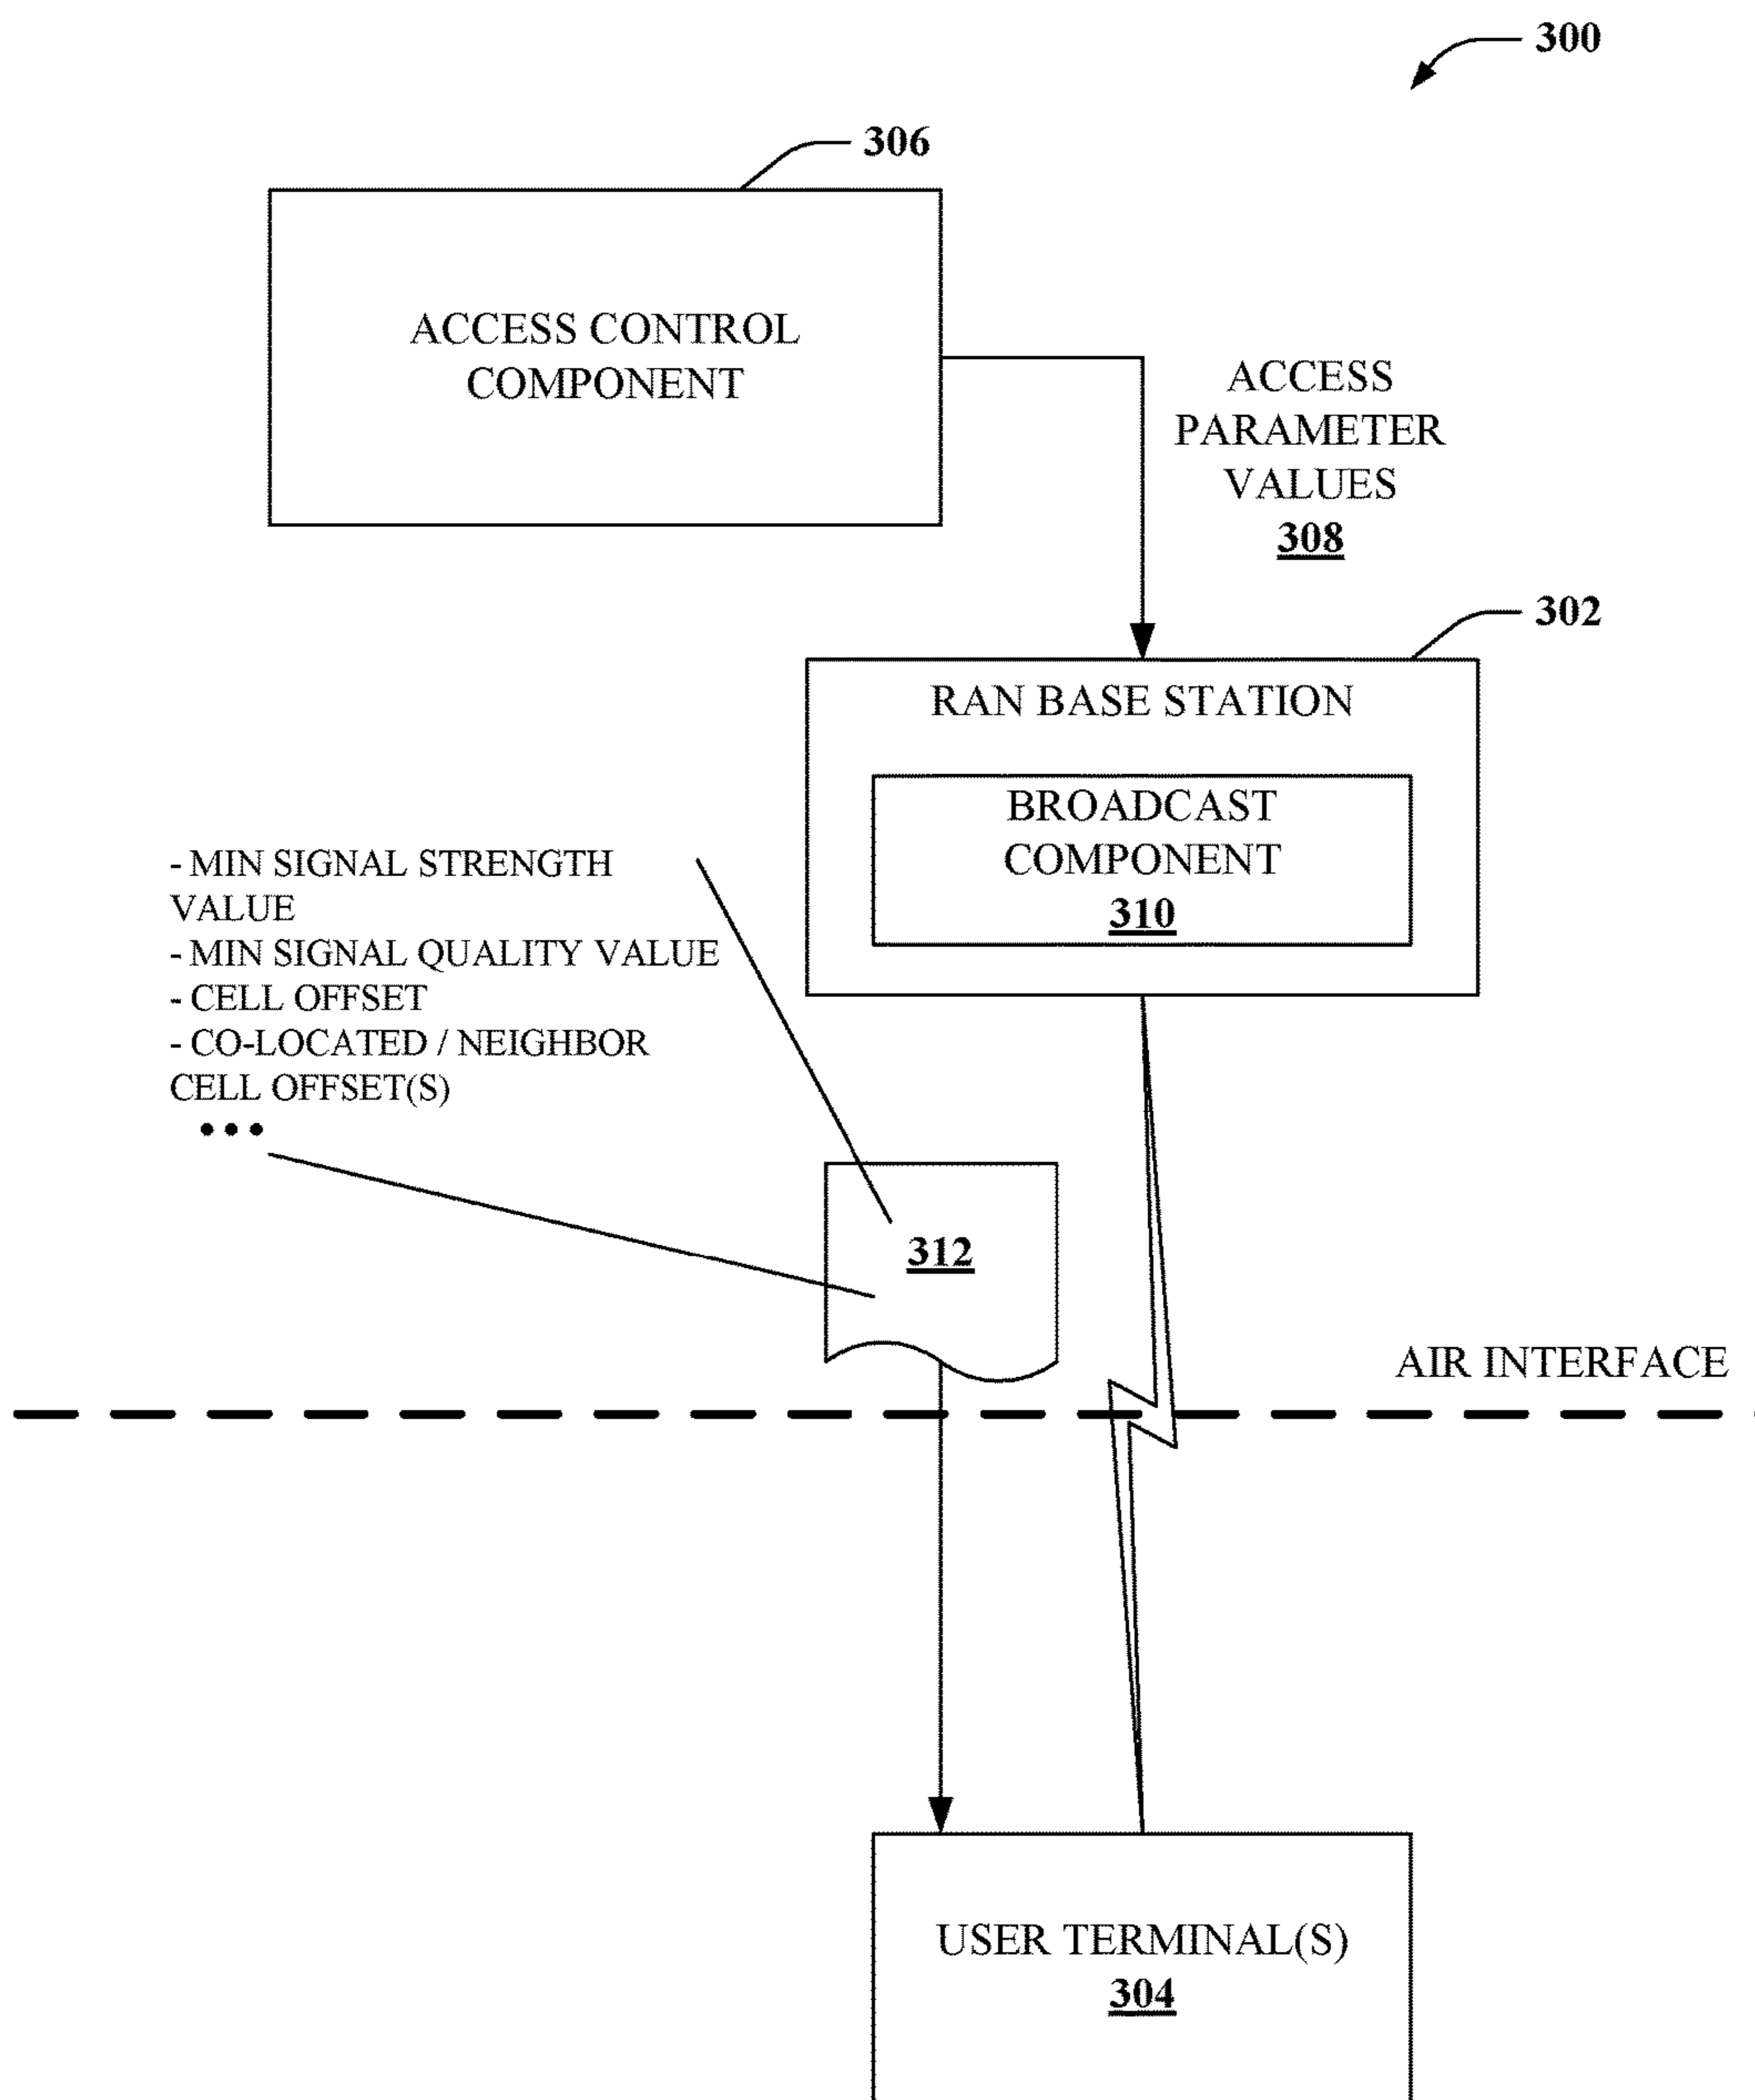 300
306
ACCESS CONTROL
COMPONENT
ACCESS
PARAMETER
VALUES
308
302
RAN BASE STATION
BROADCAST
COMPONENT
310
- MIN SIGNAL STRENGTH
VALUE
- MIN SIGNAL QUALITY VALUE
- CELL OFFSET
- CO-LOCATED / NEIGHBOR
CELL OFFSET(S)
•••
312
AIR INTERFACE
USER TERMINAL(S)
304